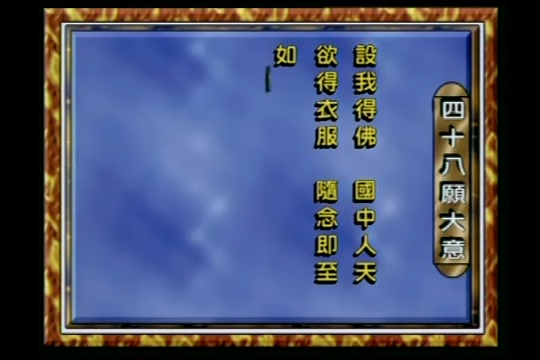 四十八願大意
設我得佛 國中人天
欲得衣服 隨念即至
如